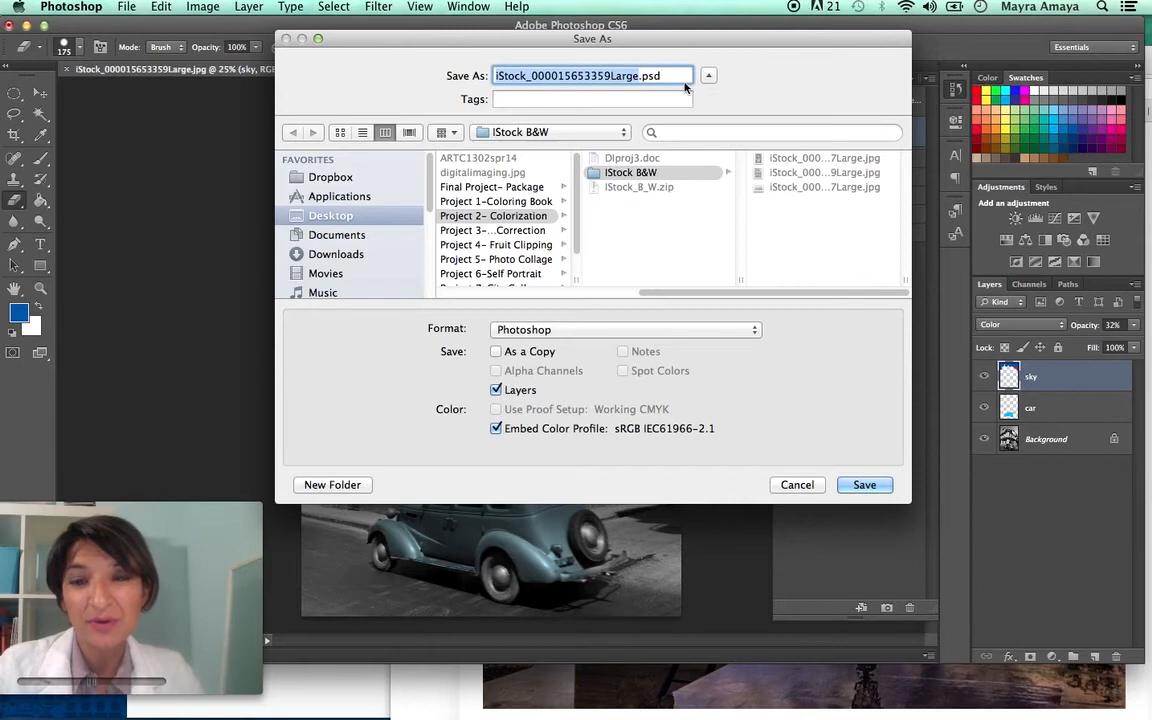 Photoshop File Edit Image Layer Type Select Filter View Window Help 21 Mayra Amaya
Adobe Photoshop CS6
175 Mode: Brush Opacity: 100% Essentials
iStock_000015653359Large.jpg @ 25% (sky, RG
Save As
Save As: iStock_000015653359Large.psd
Tags:
IStock B&W
FAVORITES
Dropbox
Applications
Desktop
Documents
Downloads
Movies
Music
ARTC1302spr14
digitalimaging.jpg
Final Project- Package
Project 1-Coloring Book
Project 2- Colorization
Project 3-...Correction
Project 4- Fruit Clipping
Project 5- Photo Collage
Project 6-Self Portrait
DIproj3.doc
IStock B&W
IStock_B_W.zip
iStock_000...7Large.jpg
iStock_000...9Large.jpg
iStock_000...7Large.jpg
Format: Photoshop
Save: As a Copy Notes
Alpha Channels Spot Colors
Layers
Color: Use Proof Setup: Working CMYK
Embed Color Profile: sRGB IEC61966-2.1
New Folder Cancel Save
Color Swatches
Adjustments Styles
Add an adjustment
Layers Channels Paths
Kind
Color Opacity: 32%
Lock: Fill: 100%
sky
car
Background